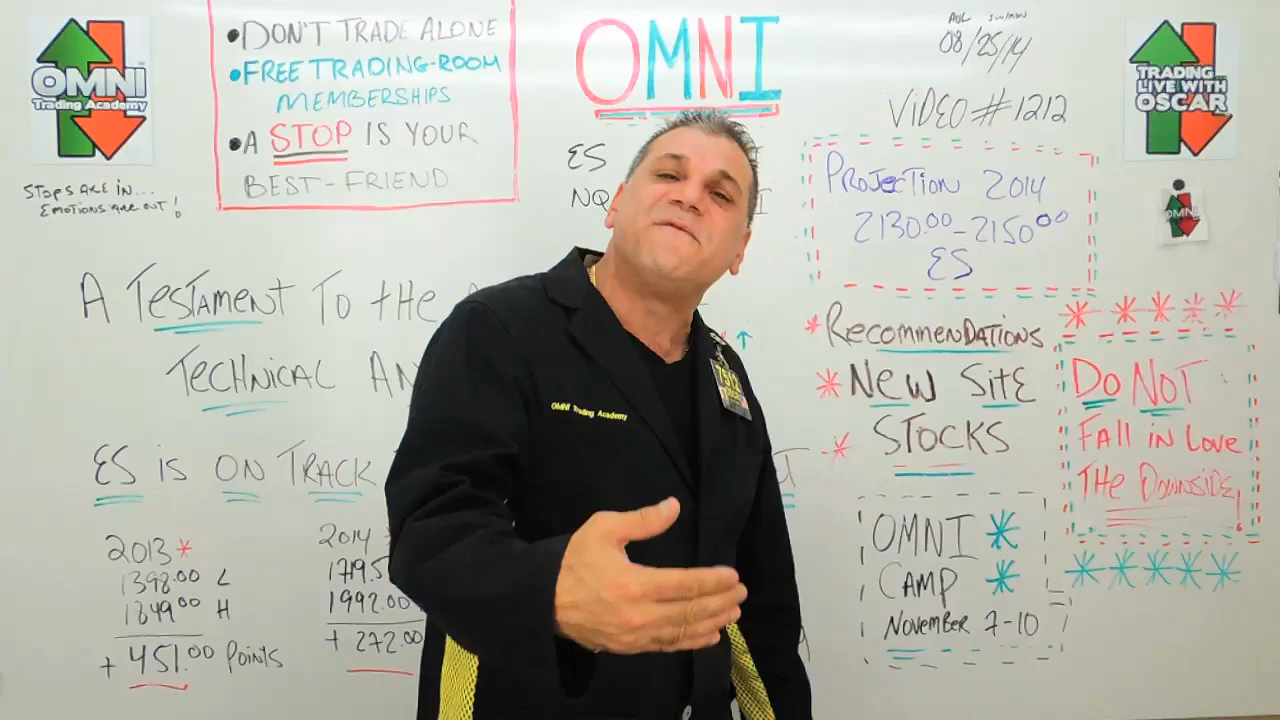 OMNI
Trading Academy
STOPS ARE IN...
EMOTIONS ARE OUT!
•DON'T TRADE ALONE
•FREE TRADING-ROOM
MEMBERSHIPS
•A STOP IS YOUR
BEST-FRIEND
OMNI
ES
NQ
08/25/14
VIDEO #1212
TRADING
LIVE WITH
OSCAR
OMNI
PROJECTION 2014
2130.00-2150.00
ES
A TESTAMENT TO THE
TECHNICAL AN
ES IS ON TRACK
2013 *
1398.00 L
1849.00 H
+ 451.00 POINTS
2014
1719.5
1992.00
+ 272.00
OMNI Trading Academy
7512
* RECOMMENDATIONS
* NEW SITE
* STOCKS
OMNI *
CAMP *
NOVEMBER 7-10
* * * * *
DO NOT
FALL IN LOVE
THE DOWNSIDE!
* * * * *